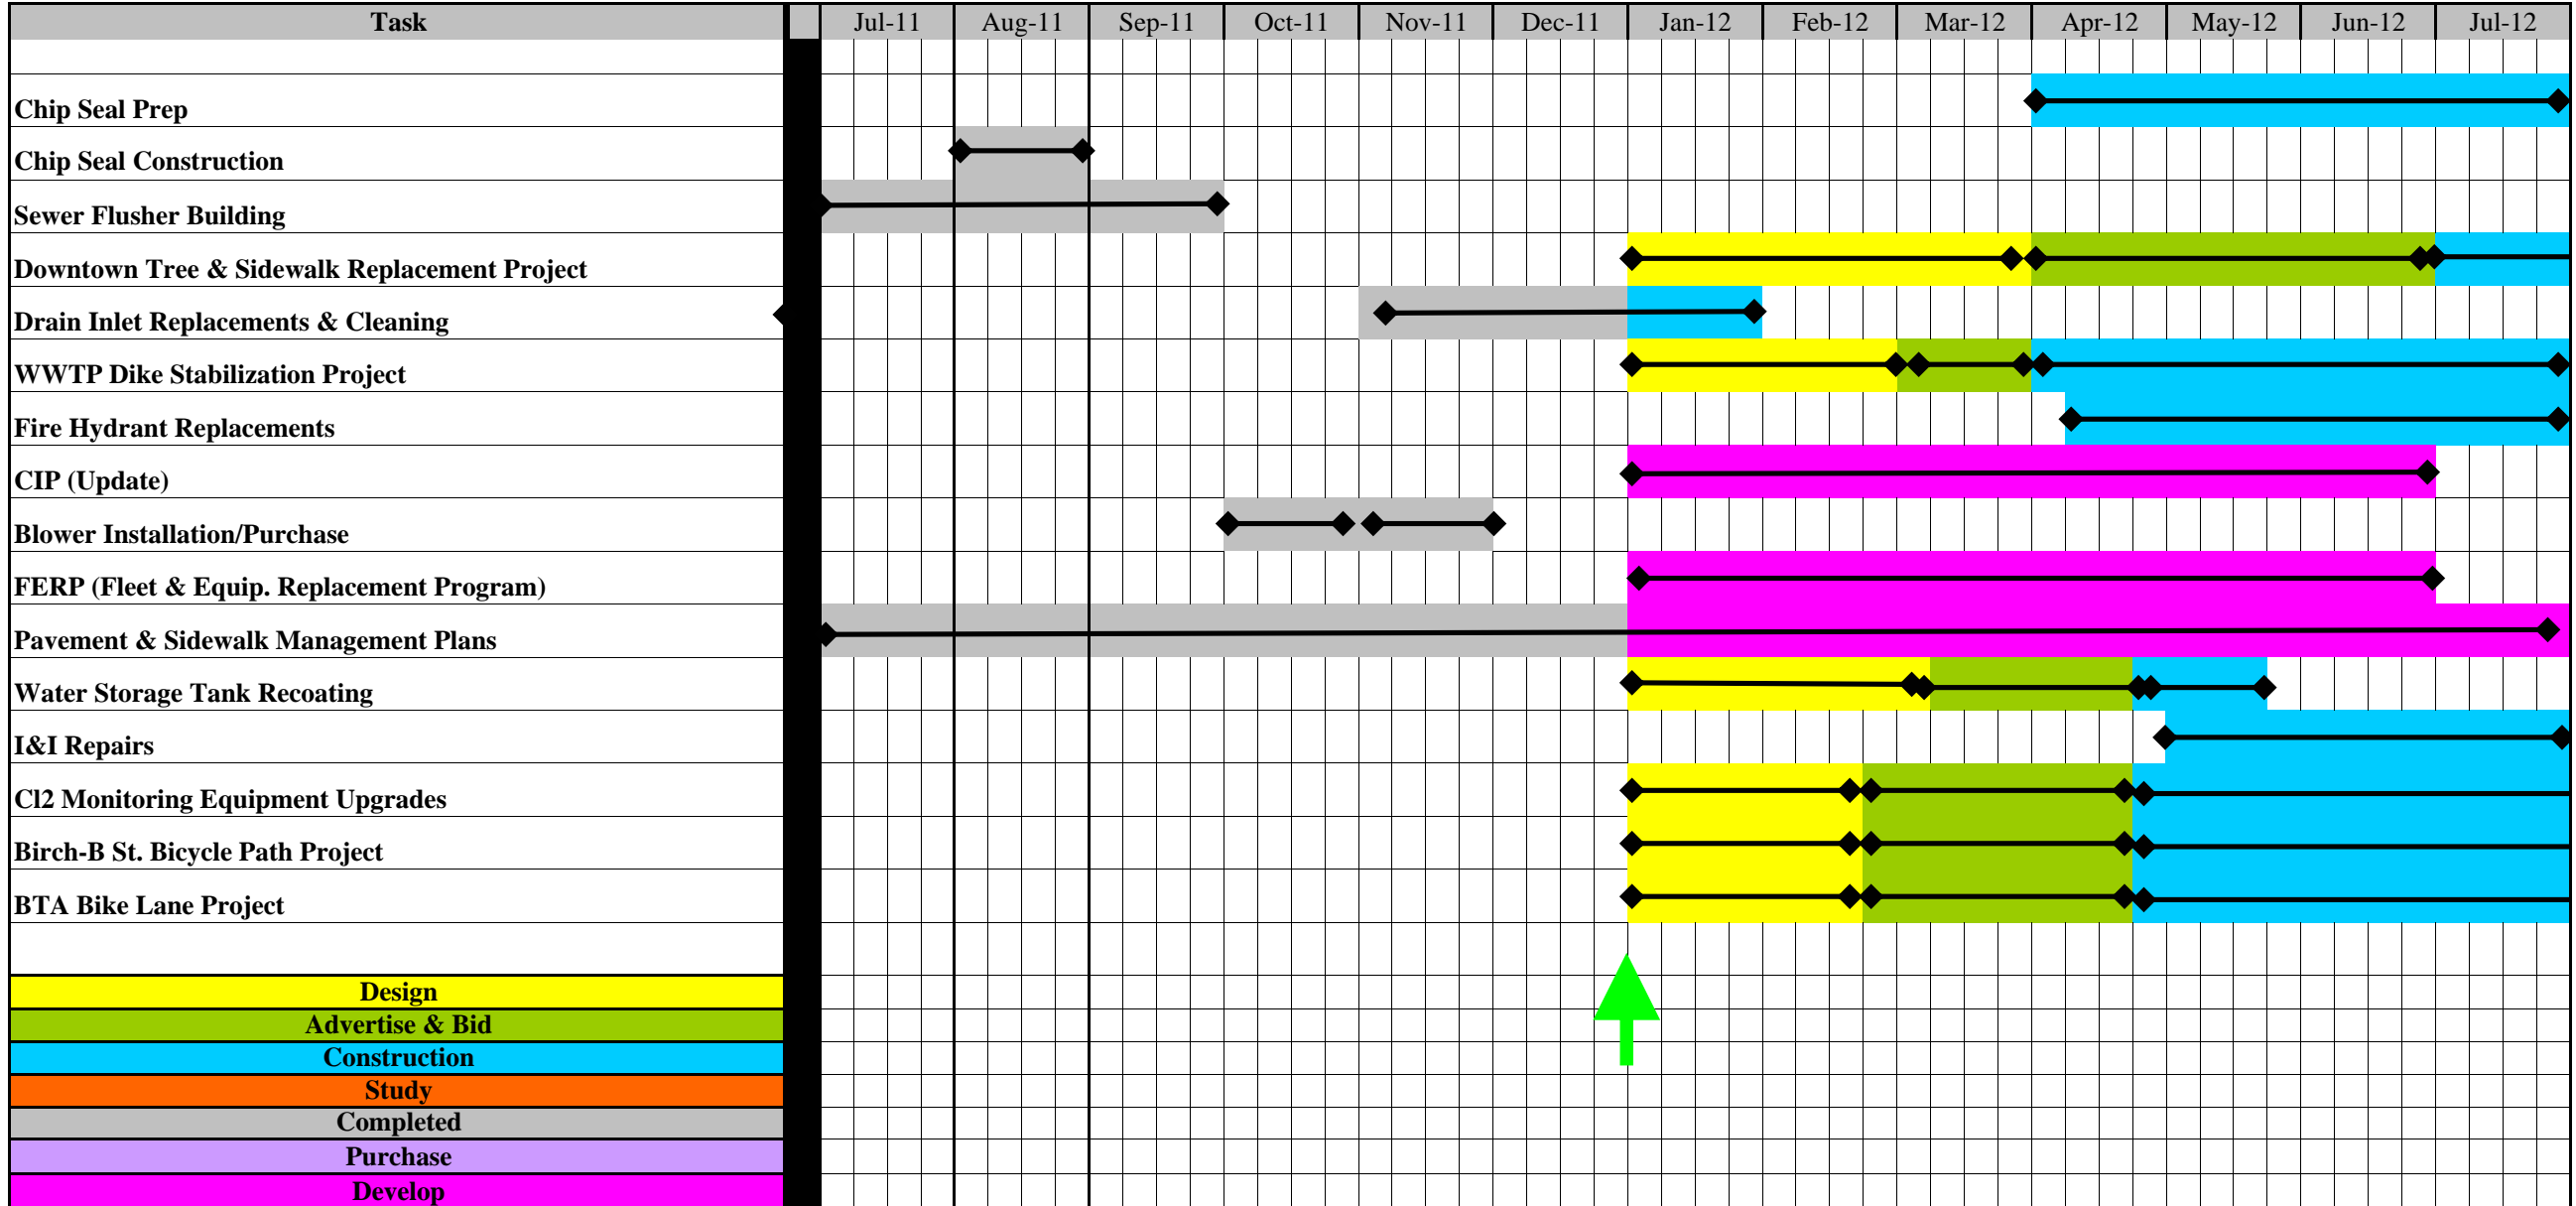 Task Jul-11 Aug-11 Sep-11 Oct-11 Nov-11 Dec-11 Jan-12 Feb-12 Mar-12 Apr-12 May-12 Jun-12 Jul-12
Chip Seal Prep
Chip Seal Construction
Sewer Flusher Building
Downtown Tree & Sidewalk Replacement Project
Drain Inlet Replacements & Cleaning
WWTP Dike Stabilization Project
Fire Hydrant Replacements
CIP (Update)
Blower Installation/Purchase
FERP (Fleet & Equip. Replacement Program)
Pavement & Sidewalk Management Plans
Water Storage Tank Recoating
I&I Repairs
Cl2 Monitoring Equipment Upgrades
Birch-B St. Bicycle Path Project
BTA Bike Lane Project
Design
Advertise & Bid
Construction
Study
Completed
Purchase
Develop